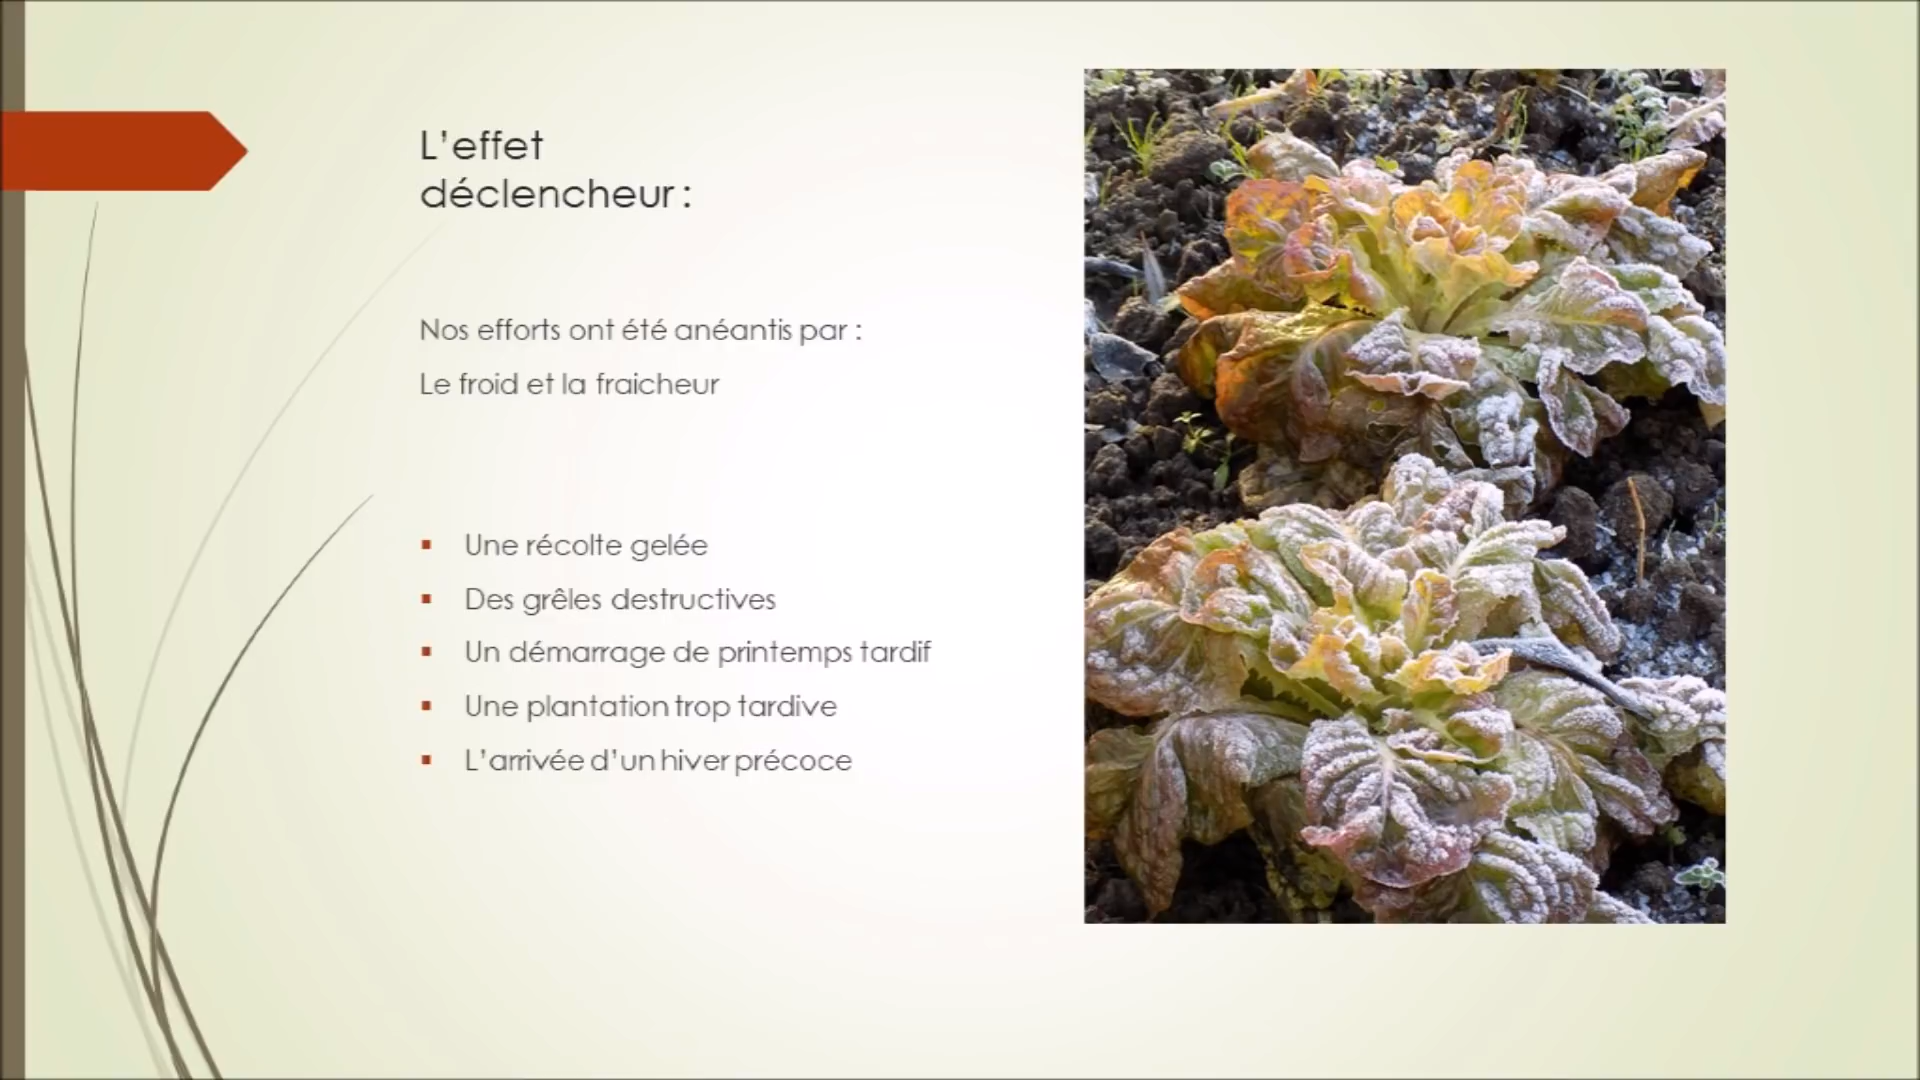 L'effet
déclencheur :
Nos efforts ont été anéantis par :
Le froid et la fraicheur
Une récolte gelée
Des grêles destructives
Un démarrage de printemps tardif
Une plantation trop tardive
L'arrivée d'un hiver précoce